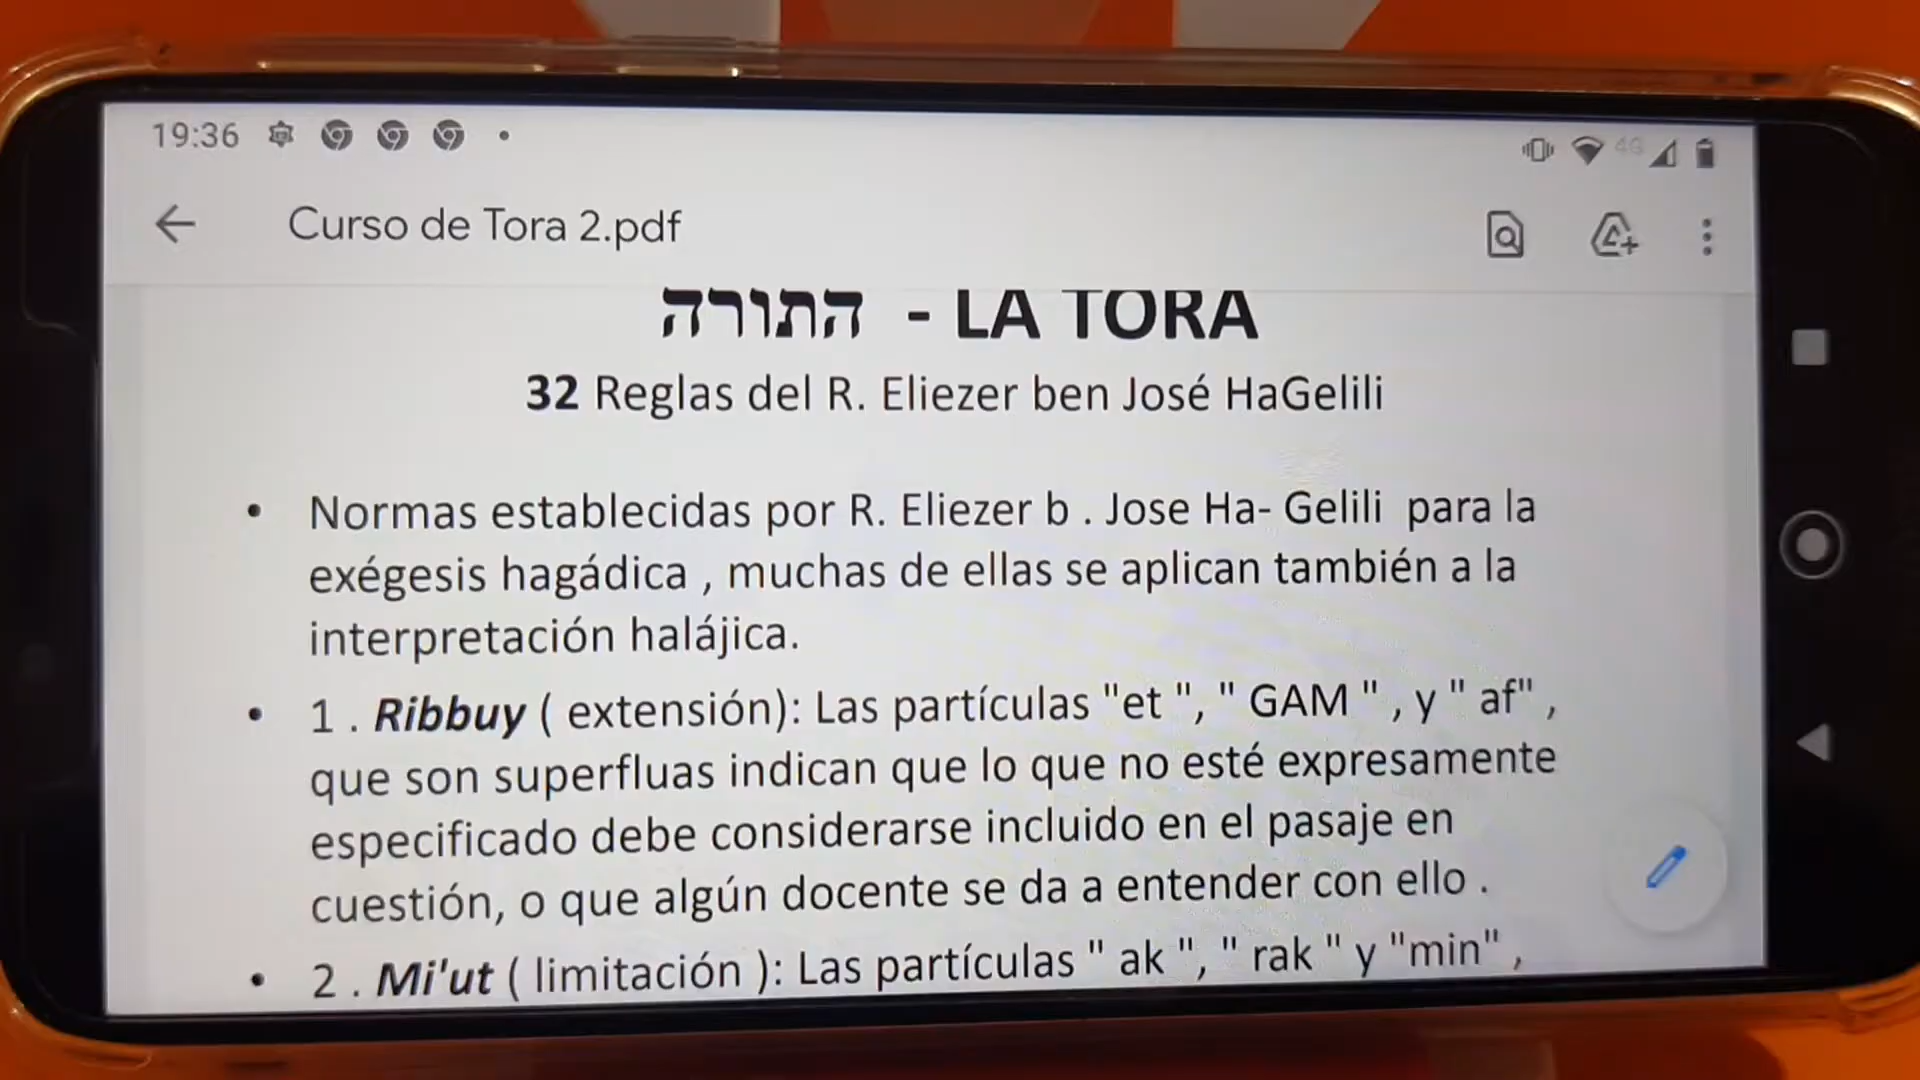 19:36
4G
Curso de Tora 2.pdf
התורה - LA TORA
32 Reglas del R. Eliezer ben José HaGelili
• Normas establecidas por R. Eliezer b . Jose Ha- Gelili para la
exégesis hagádica , muchas de ellas se aplican también a la
interpretación halájica.
• 1 . Ribbuy ( extensión): Las partículas "et ", " GAM " , y " af" ,
que son superfluas indican que lo que no esté expresamente
especificado debe considerarse incluido en el pasaje en
cuestión, o que algún docente se da a entender con ello .
• 2 . Mi'ut ( limitación ): Las partículas " ak ", " rak " y "min" ,